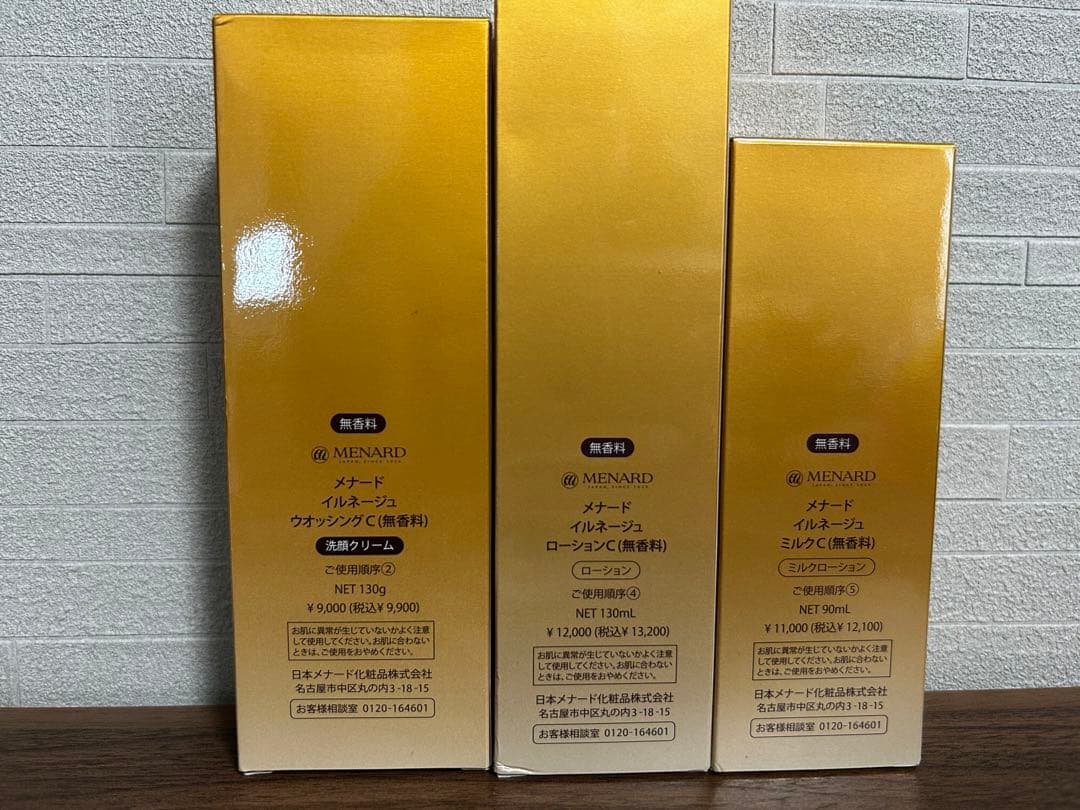 無香料
MENARD
JAPAN, SINCE 1959
メナード
イルネージュ
ウオッシングC(無香料)
洗顔クリーム
ご使用順序②
NET 130g
¥9,000(税込¥9,900)
お肌に異常が生じていないかよく注意
して使用してください。お肌に合わない
ときは、ご使用をおやめください。
日本メナード化粧品株式会社
名古屋市中区丸の内3-18-15
お客様相談室 0120-164601
無香料
MENARD
JAPAN, SINCE 1959
メナード
イルネージュ
ローションC(無香料)
ローション
ご使用順序④
NET 130mL
¥12,000(税込¥13,200)
お肌に異常が生じていないかよく注意
して使用してください。お肌に合わない
ときは、ご使用をおやめください。
日本メナード化粧品株式会社
名古屋市中区丸の内3-18-15
お客様相談室 0120-164601
無香料
MENARD
JAPAN, SINCE 1959
メナード
イルネージュ
ミルクC(無香料)
ミルクローション
ご使用順序⑤
NET 90mL
¥11,000(税込¥12,100)
お肌に異常が生じていないかよく注意
して使用してください。お肌に合わない
ときは、ご使用をおやめください。
日本メナード化粧品株式会社
名古屋市中区丸の内3-18-15
お客様相談室 0120-164601